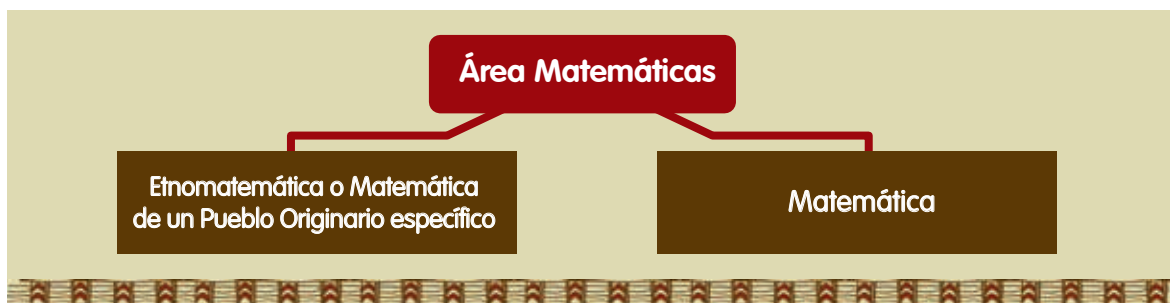 Área Matemáticas
Etnomatemática o Matemática
de un Pueblo Originario específico
Matemática